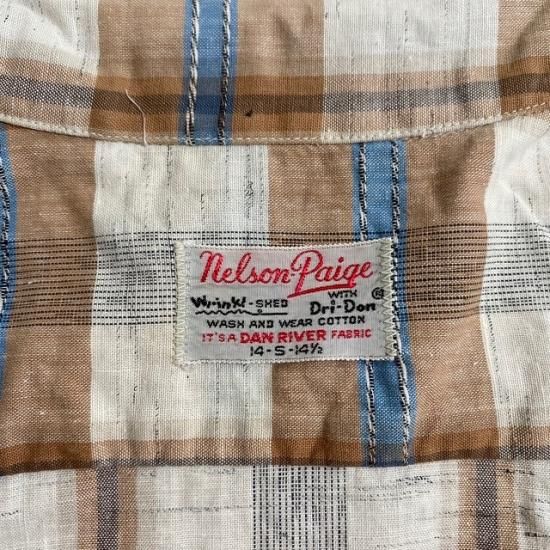 Nelson-Paige
Wrinkl-SHED WITH Dri-Don ®
WASH AND WEAR COTTON
IT'S A DAN RIVER FABRIC
14-S-14½